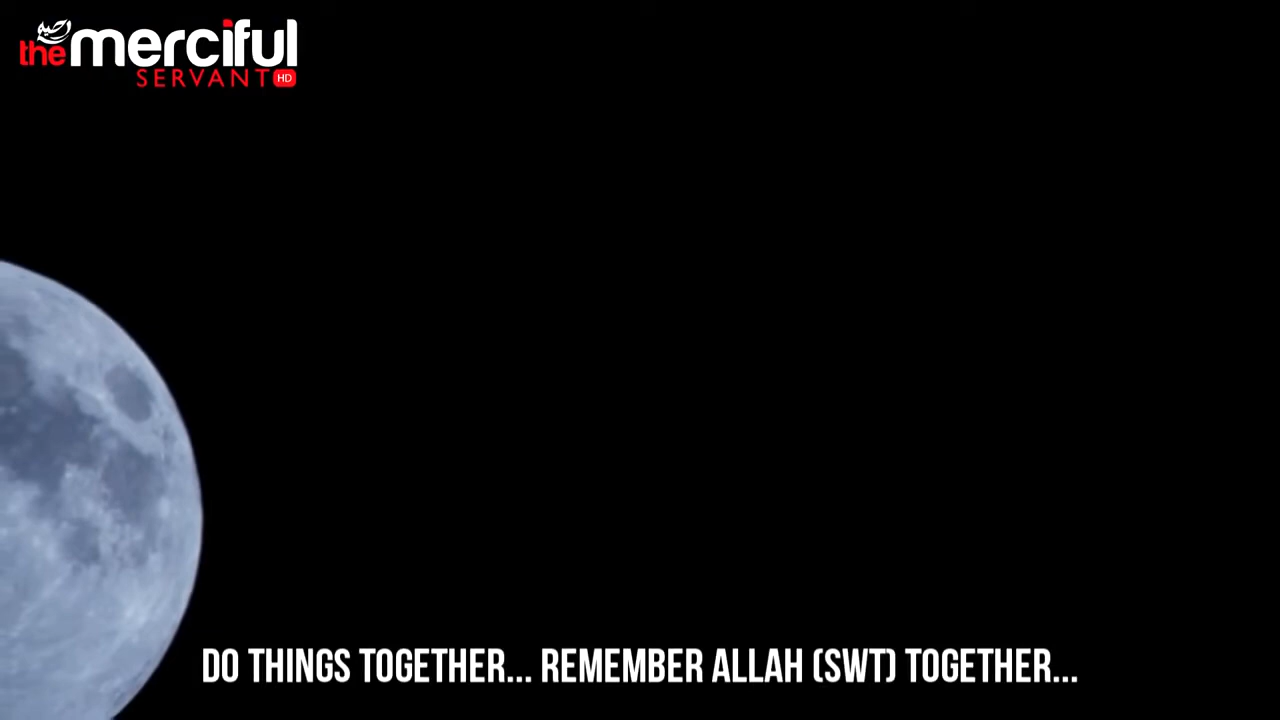 the merciful
SERVANT HD
DO THINGS TOGETHER... REMEMBER ALLAH (SWT) TOGETHER...